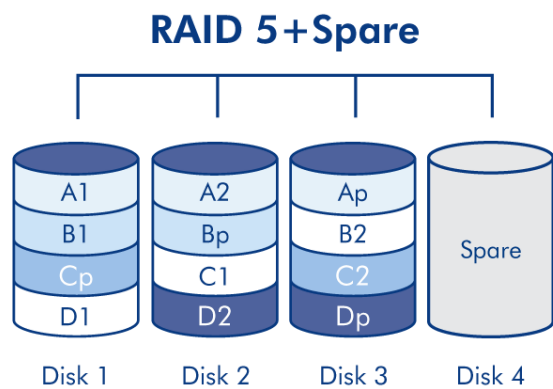 RAID 5+Spare
A1 A2 Ap
B1 Bp B2
Cp C1 C2
D1 D2 Dp
Spare
Disk 1 Disk 2 Disk 3 Disk 4